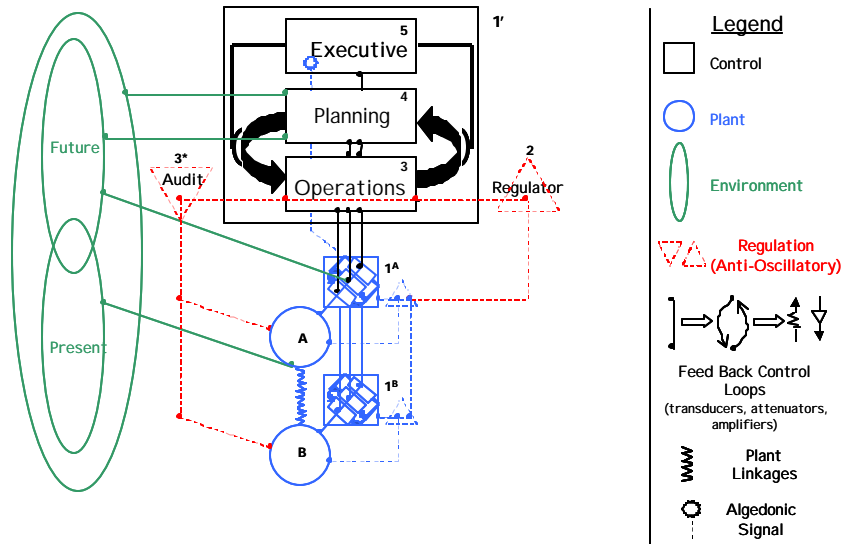 1'
5
Executive
4
Planning
3
Operations
3*
Audit
2
Regulator
Future
Present
1A
A
1B
B
Legend
Control
Plant
Environment
Regulation
(Anti-Oscillatory)
Feed Back Control
Loops
(transducers, attenuators,
amplifiers)
Plant
Linkages
Algedonic
Signal